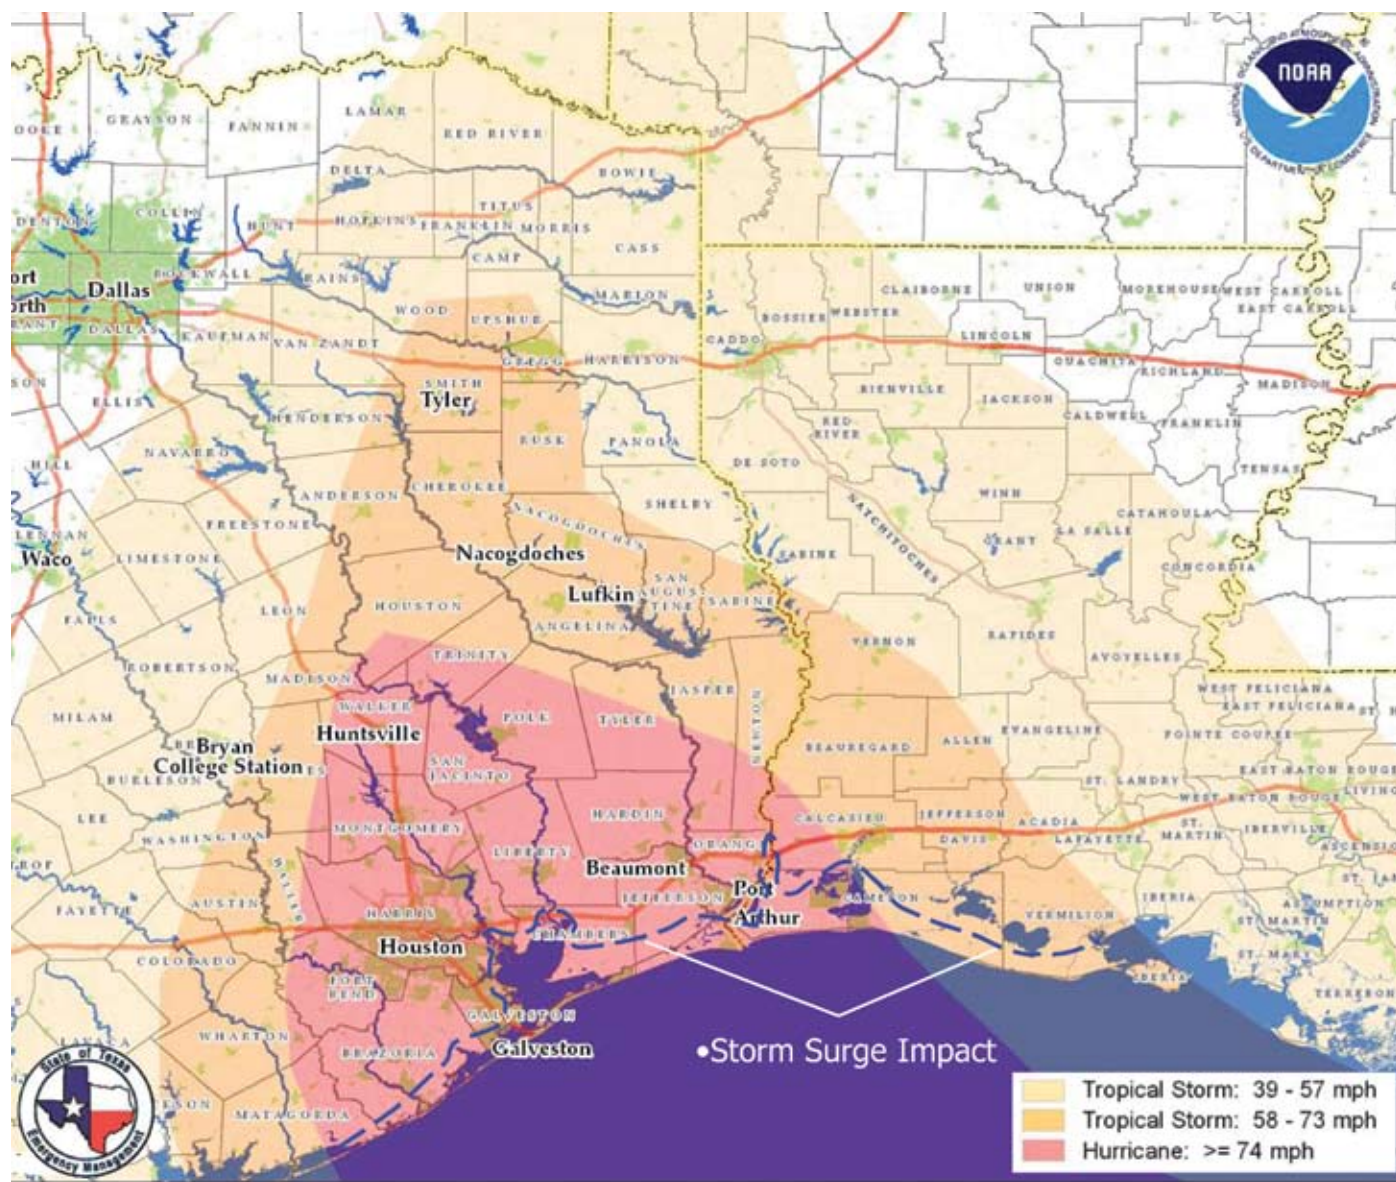 NOAA
LAMAR
GRAYSON
FANNIN
RED RIVER
DELTA
BOWIE
DENTON
COLLIN
HUNT
HOPKINS
TITUS
FRANKLIN
MORRIS
CASS
CAMP
ROCKWALL
RAINS
Dallas
MARION
CLAIBORNE
UNION
MOREHOUSE
WEST CARROLL
EAST CARROLL
WOOD
UPSHUR
BOSSIER
WEBSTER
DALLAS
KAUFMAN
VAN ZANDT
CADDO
LINCOLN
GREGG
HARRISON
OUACHITA
RICHLAND
MADISON
SMITH
Tyler
BIENVILLE
JACKSON
ELLIS
HENDERSON
CALDWELL
FRANKLIN
RED
RIVER
RUSK
PANOLA
NAVARRO
DE SOTO
HILL
TENSAS
ANDERSON
CHEROKEE
WINN
SHELBY
NATCHITOCHES
CATAHOULA
FREESTONE
NACOGDOCHES
LA SALLE
GRANT
Waco
LIMESTONE
Nacogdoches
SABINE
CONCORDIA
SAN
AUGUS-
TINE
Lufkin
SABINE
HOUSTON
LEON
FALLS
ANGELINA
VERNON
RAPIDES
AVOYELLES
ROBERTSON
TRINITY
MADISON
JASPER
WEST FELICIANA
EAST FELICIANA
WALKER
POLK
TYLER
NEWTON
MILAM
Huntsville
EVANGELINE
POINTE COUPEE
ALLEN
BEAUREGARD
Bryan
College Station
SAN
JACINTO
BURLESON
ST. LANDRY
EAST BATON ROUGE
WEST BATON ROUGE
LEE
WASHINGTON
MONTGOMERY
HARDIN
CALCASIEU
JEFFERSON
DAVIS
ACADIA
LAFAYETTE
ST.
MARTIN
IBERVILLE
LIBERTY
ORANGE
Beaumont
WALLER
AUSTIN
FAYETTE
HARRIS
JEFFERSON
Port
Arthur
CAMERON
VERMILION
IBERIA
ASSUMPTION
ST. MARTIN
Houston
CHAMBERS
COLORADO
ST. MARY
FORT
BEND
IBERIA
GALVESTON
WHARTON
LAVACA
BRAZORIA
Galveston
•Storm Surge Impact
MATAGORDA
State of Texas
Emergency Management
Tropical Storm: 39 - 57 mph
Tropical Storm: 58 - 73 mph
Hurricane: >= 74 mph